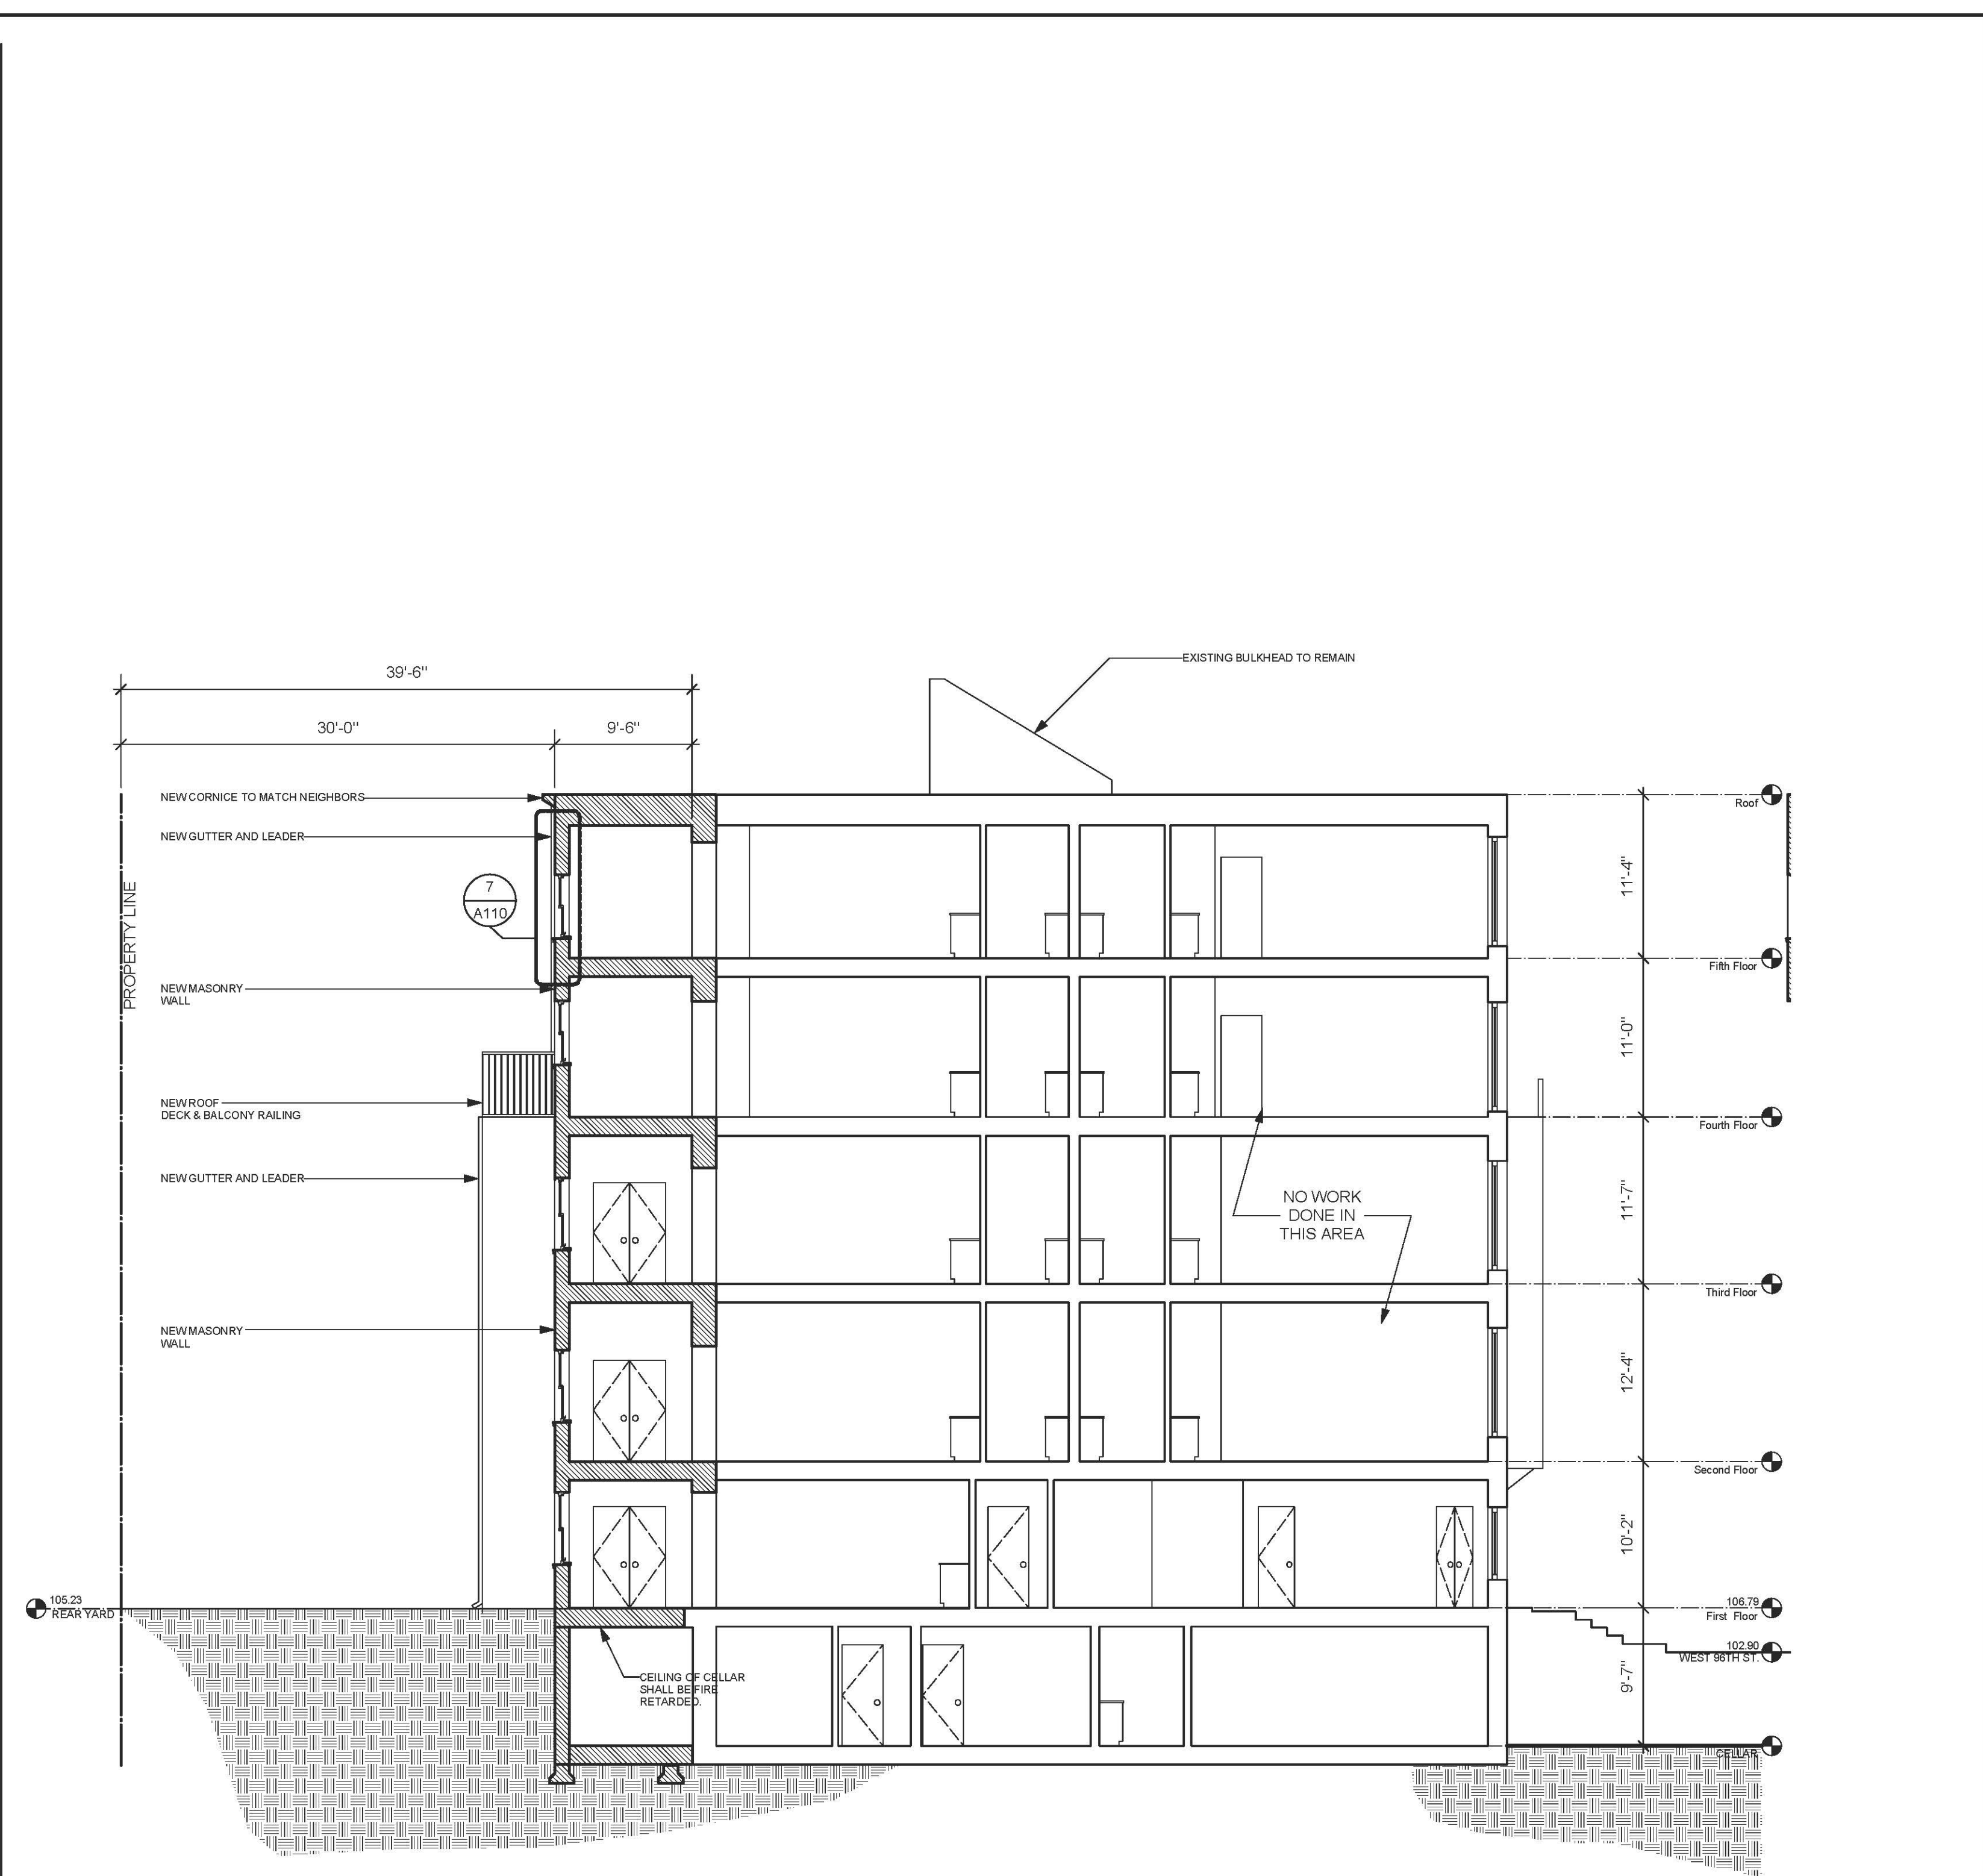 EXISTING BULKHEAD TO REMAIN
39'-6"
30'-0"
9'-6"
NEW CORNICE TO MATCH NEIGHBORS
Roof
NEW GUTTER AND LEADER
11'-4"
7
A110
PROPERTY LINE
Fifth Floor
NEW MASONRY
WALL
11'-0"
NEW ROOF
DECK & BALCONY RAILING
Fourth Floor
NEW GUTTER AND LEADER
NO WORK
DONE IN
THIS AREA
11'-7"
Third Floor
NEW MASONRY
WALL
12'-4"
Second Floor
10'-2"
105.23
REAR YARD
106.79
First Floor
102.90
WEST 96TH ST.
CEILING OF CELLAR
SHALL BE FIRE
RETARDED.
9'-7"
CELLAR